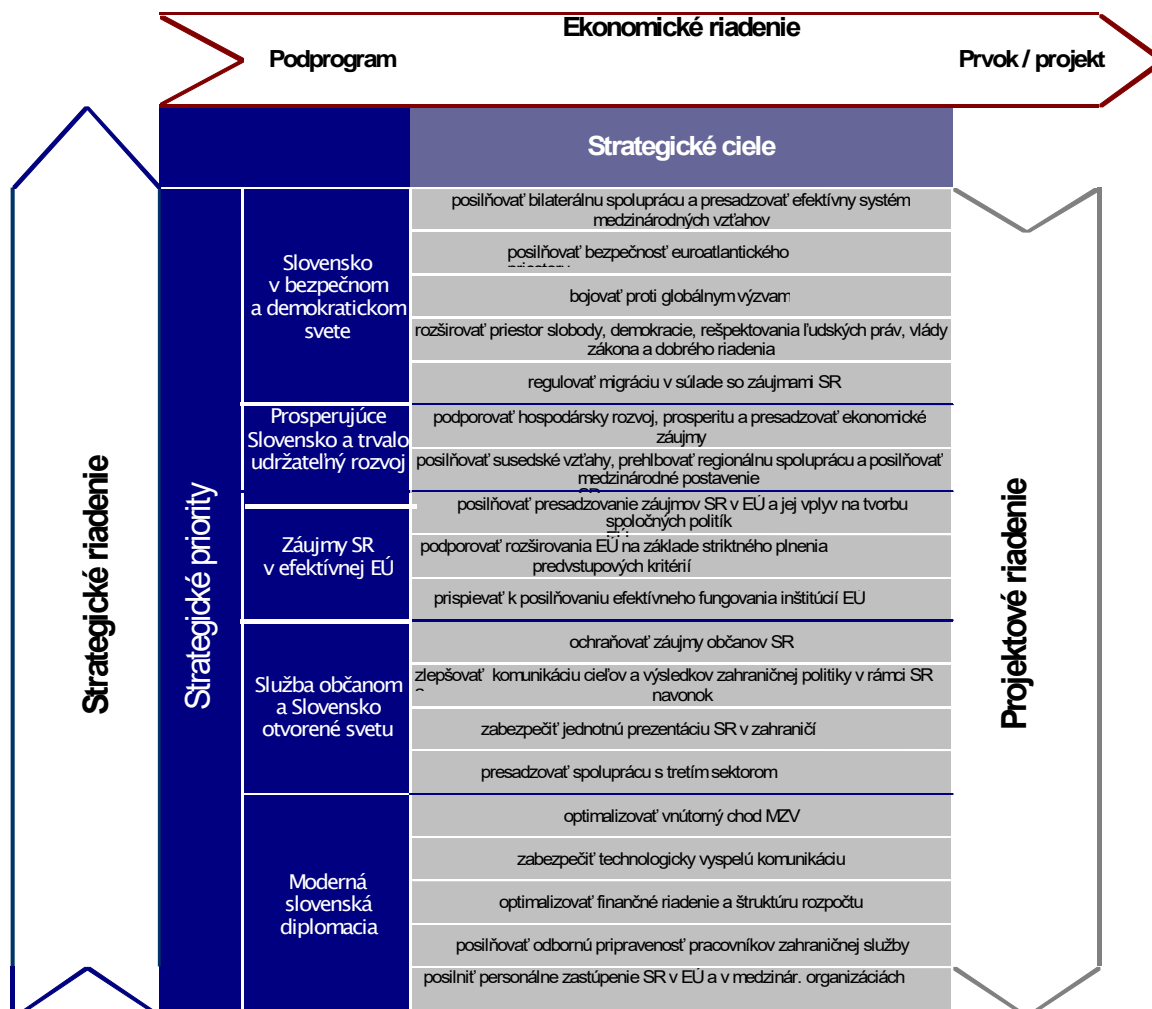 Ekonomické riadenie
Podprogram
Prvok / projekt
Strategické ciele
Strategické riadenie
Strategické priority
Projektové riadenie
Slovensko
v bezpečnom
a demokratickom
svete
posilňovať bilaterálnu spoluprácu a presadzovať efektívny systém
medzinárodných vzťahov
posilňovať bezpečnosť euroatlantického
bojovať proti globálnym výzvam
rozširovať priestor slobody, demokracie, rešpektovania ľudských práv, vlády
zákona a dobrého riadenia
regulovať migráciu v súlade so záujmami SR
Prosperujúce
Slovensko a trvalo
udržateľný rozvoj
podporovať hospodársky rozvoj, prosperitu a presadzovať ekonomické
záujmy
posilňovať susedské vzťahy, prehlbovať regionálnu spoluprácu a posilňovať
medzinárodné postavenie
Záujmy SR
v efektívnej EÚ
posilňovať presadzovanie záujmov SR v EÚ a jej vplyv na tvorbu
spoločných politík
podporovať rozširovania EÚ na základe striktného plnenia
predvstupových kritérií
prispievať k posilňovaniu efektívneho fungovania inštitúcií EÚ
Služba občanom
a Slovensko
otvorené svetu
ochraňovať záujmy občanov SR
zlepšovať komunikáciu cieľov a výsledkov zahraničnej politiky v rámci SR
navonok
zabezpečiť jednotnú prezentáciu SR v zahraničí
presadzovať spoluprácu s tretím sektorom
Moderná
slovenská
diplomacia
optimalizovať vnútorný chod MZV
zabezpečiť technologicky vyspelú komunikáciu
optimalizovať finančné riadenie a štruktúru rozpočtu
posilňovať odbornú pripravenosť pracovníkov zahraničnej služby
posilniť personálne zastúpenie SR v EÚ a v medzinár. organizáciách